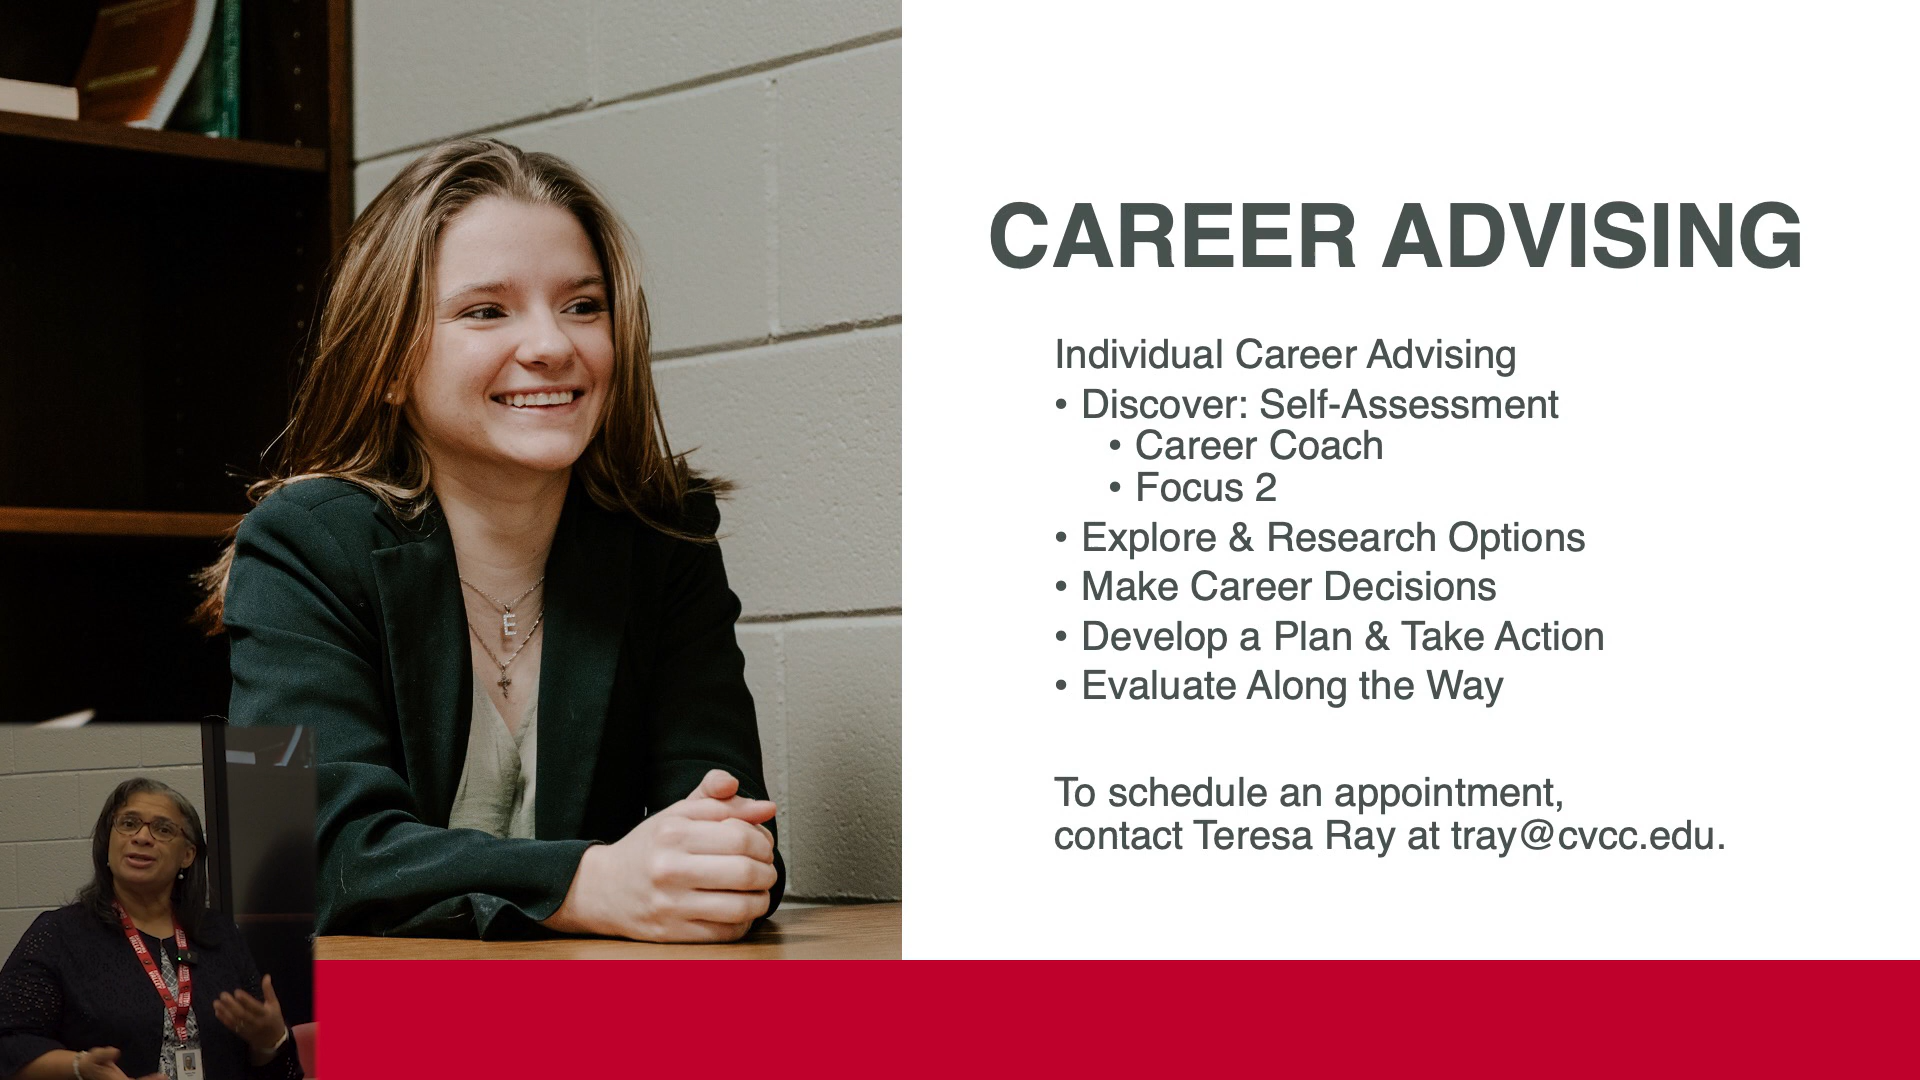 CAREER ADVISING
Individual Career Advising
• Discover: Self-Assessment
• Career Coach
• Focus 2
• Explore & Research Options
• Make Career Decisions
• Develop a Plan & Take Action
• Evaluate Along the Way
To schedule an appointment,
contact Teresa Ray at tray@cvcc.edu.
E